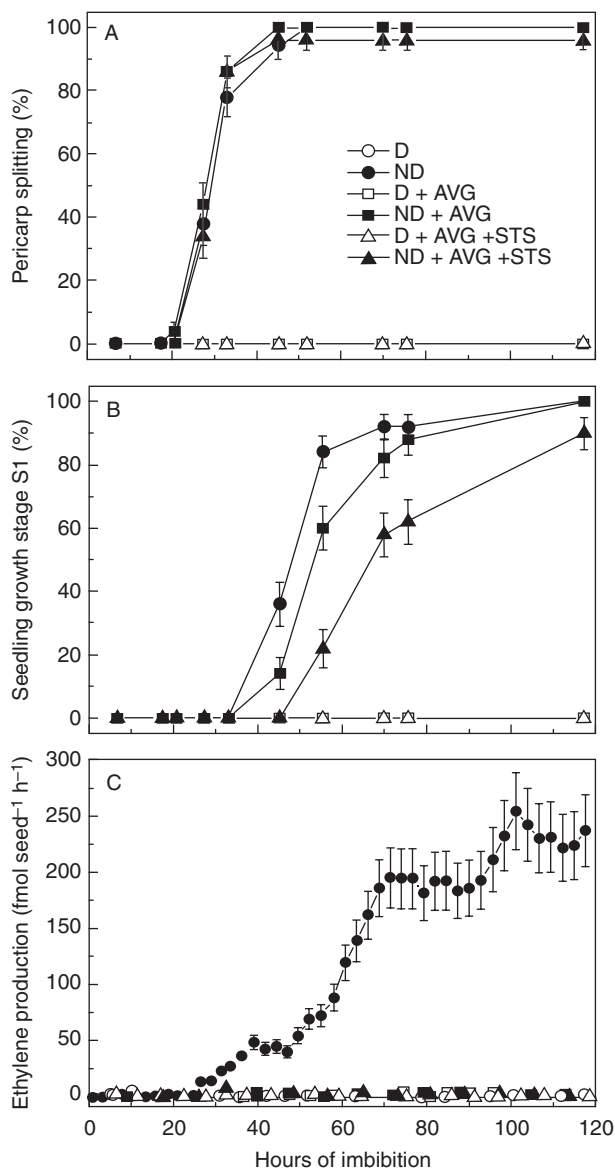 100
A
80
60
40
20
0
Pericarp splitting (%)
D
ND
D + AVG
ND + AVG
D + AVG +STS
ND + AVG +STS
100
B
80
60
40
20
0
Seedling growth stage S1 (%)
300
C
250
200
150
100
50
0
Ethylene production (fmol seed⁻¹ h⁻¹)
0 20 40 60 80 100 120
Hours of imbibition